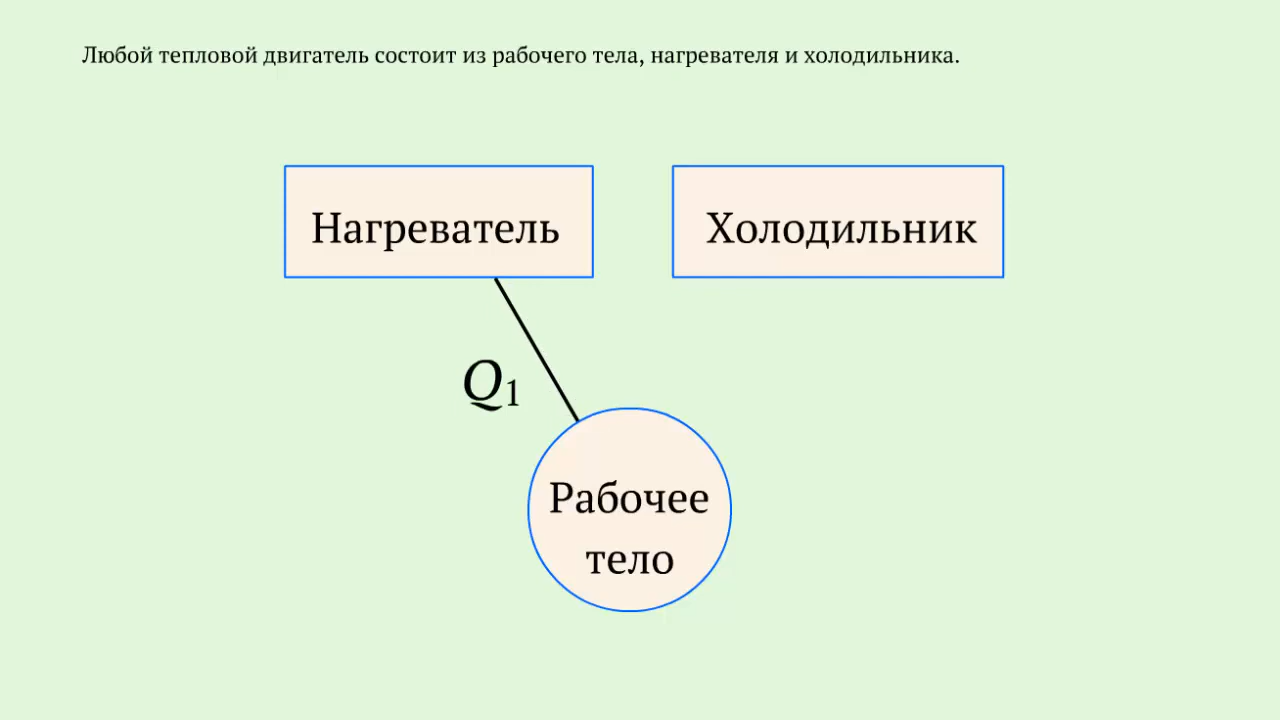 Любой тепловой двигатель состоит из рабочего тела, нагревателя и холодильника.
Нагреватель
Холодильник
Q₁
Рабочее
тело